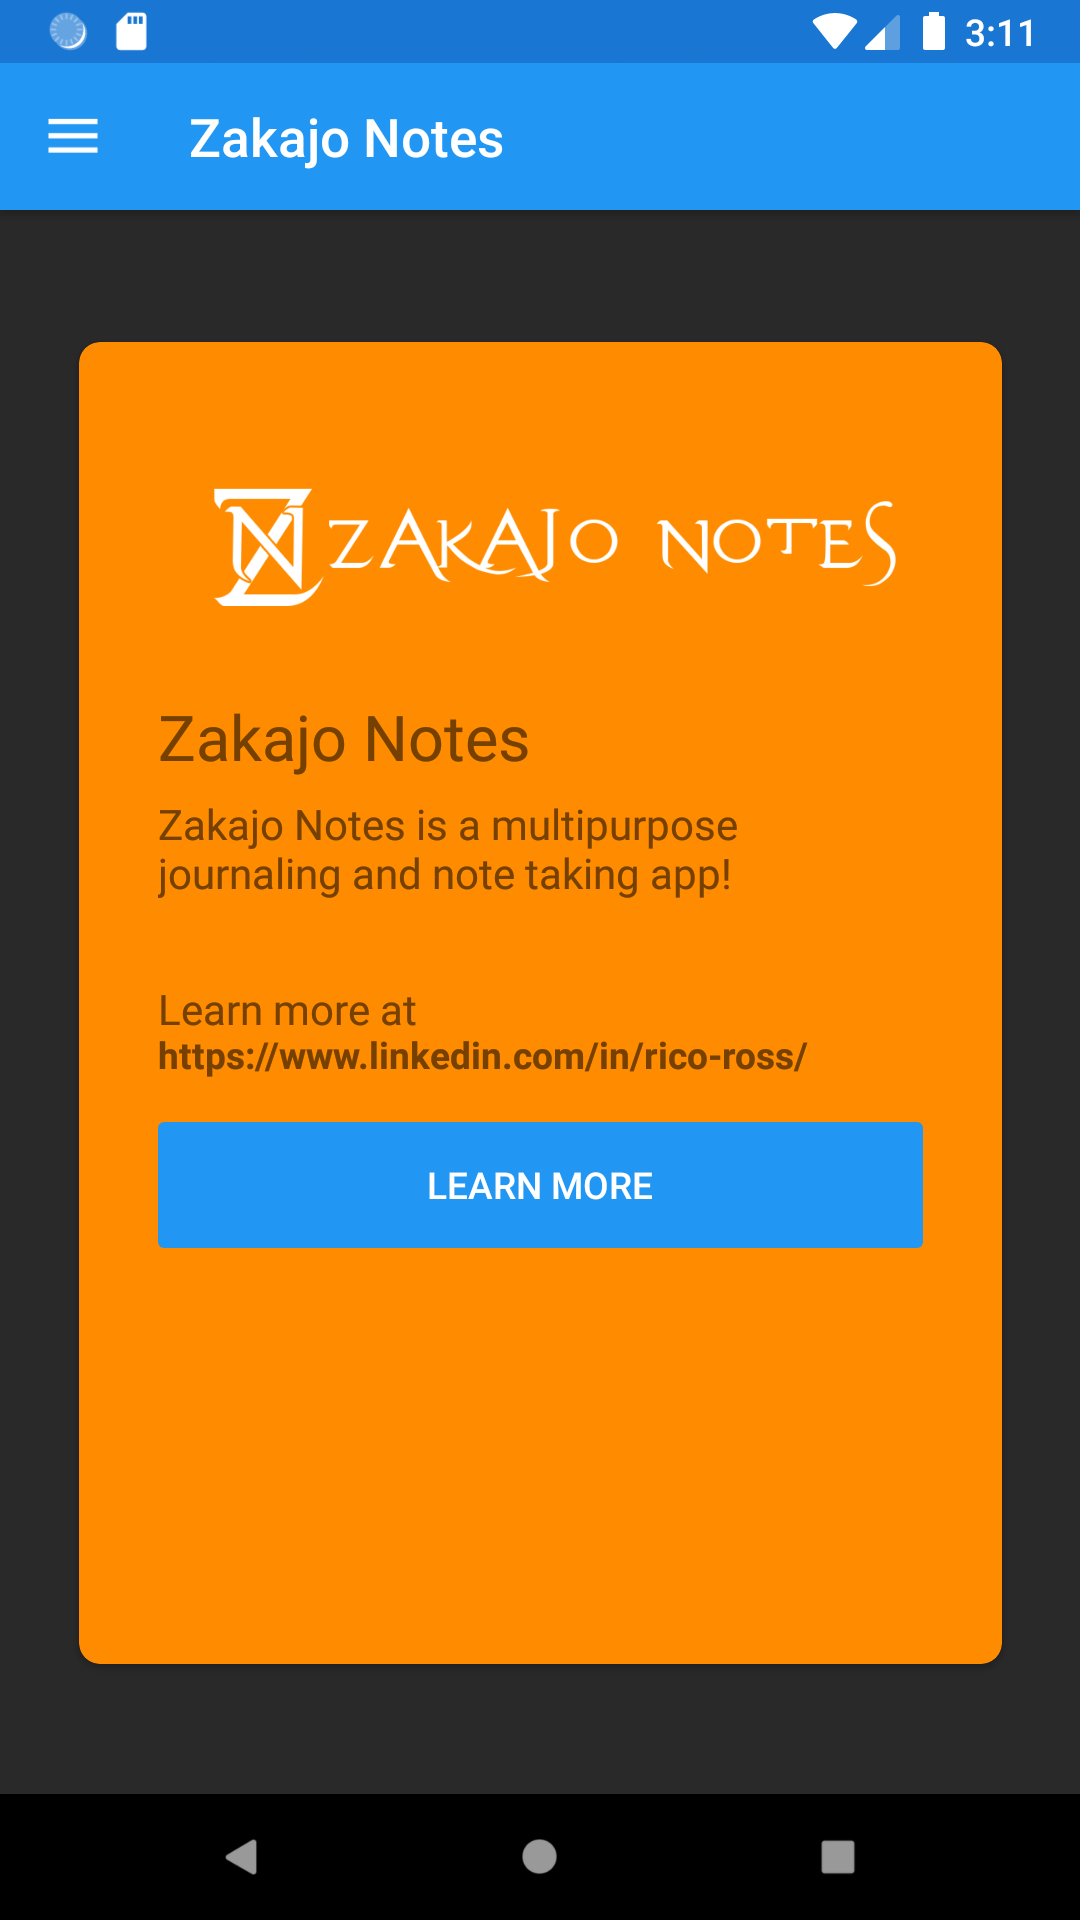 3:11
Zakajo Notes
ZN ZAKAJO NOTES
Zakajo Notes
Zakajo Notes is a multipurpose
journaling and note taking app!
Learn more at
https://www.linkedin.com/in/rico-ross/
LEARN MORE